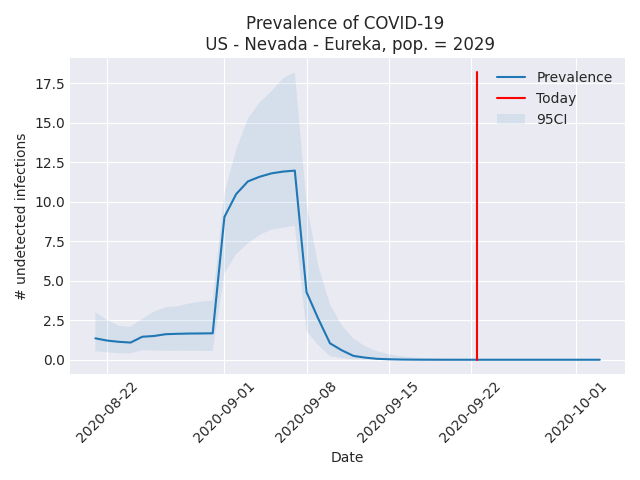 Prevalence of COVID-19
US - Nevada - Eureka, pop. = 2029
Prevalence
Today
95CI
# undetected infections
17.5
15.0
12.5
10.0
7.5
5.0
2.5
0.0
2020-08-22
2020-09-01
2020-09-08
2020-09-15
2020-09-22
2020-10-01
Date